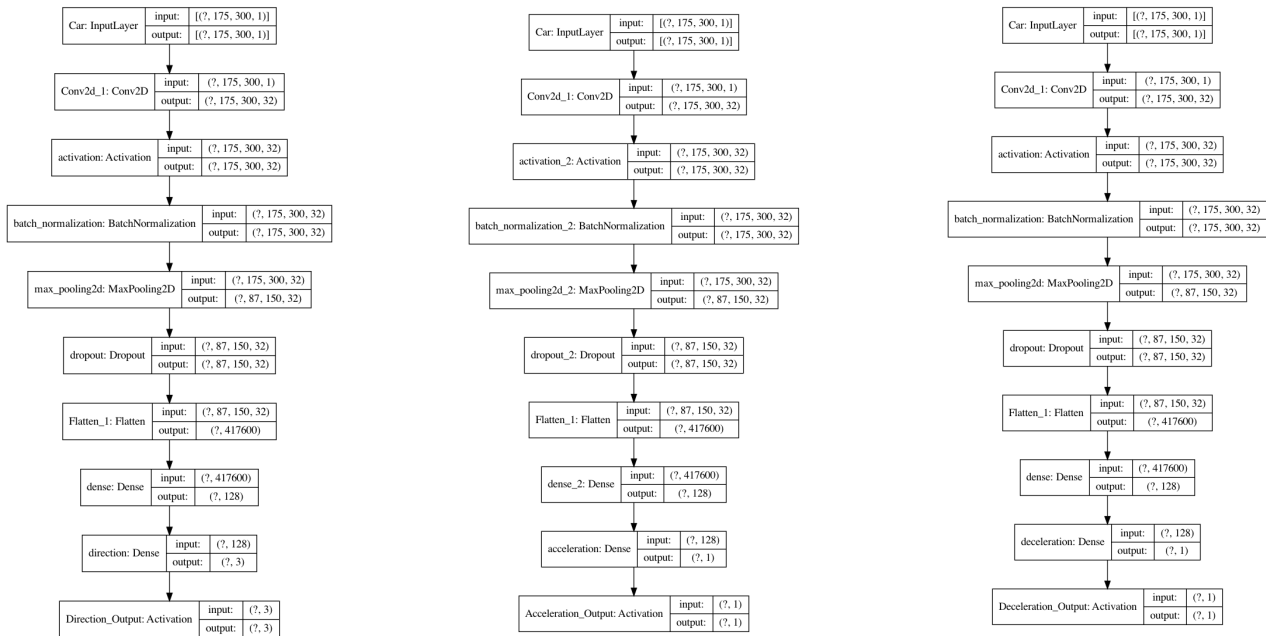 Car: InputLayer
input: [(?, 175, 300, 1)]
output: [(?, 175, 300, 1)]
Conv2d_1: Conv2D
input: (?, 175, 300, 1)
output: (?, 175, 300, 32)
activation: Activation
input: (?, 175, 300, 32)
output: (?, 175, 300, 32)
batch_normalization: BatchNormalization
input: (?, 175, 300, 32)
output: (?, 175, 300, 32)
max_pooling2d: MaxPooling2D
input: (?, 175, 300, 32)
output: (?, 87, 150, 32)
dropout: Dropout
input: (?, 87, 150, 32)
output: (?, 87, 150, 32)
Flatten_1: Flatten
input: (?, 87, 150, 32)
output: (?, 417600)
dense: Dense
input: (?, 417600)
output: (?, 128)
direction: Dense
input: (?, 128)
output: (?, 3)
Direction_Output: Activation
input: (?, 3)
output: (?, 3)
Car: InputLayer
input: [(?, 175, 300, 1)]
output: [(?, 175, 300, 1)]
Conv2d_1: Conv2D
input: (?, 175, 300, 1)
output: (?, 175, 300, 32)
activation_2: Activation
input: (?, 175, 300, 32)
output: (?, 175, 300, 32)
batch_normalization_2: BatchNormalization
input: (?, 175, 300, 32)
output: (?, 175, 300, 32)
max_pooling2d_2: MaxPooling2D
input: (?, 175, 300, 32)
output: (?, 87, 150, 32)
dropout_2: Dropout
input: (?, 87, 150, 32)
output: (?, 87, 150, 32)
Flatten_1: Flatten
input: (?, 87, 150, 32)
output: (?, 417600)
dense_2: Dense
input: (?, 417600)
output: (?, 128)
acceleration: Dense
input: (?, 128)
output: (?, 1)
Acceleration_Output: Activation
input: (?, 1)
output: (?, 1)
Car: InputLayer
input: [(?, 175, 300, 1)]
output: [(?, 175, 300, 1)]
Conv2d_1: Conv2D
input: (?, 175, 300, 1)
output: (?, 175, 300, 32)
activation: Activation
input: (?, 175, 300, 32)
output: (?, 175, 300, 32)
batch_normalization: BatchNormalization
input: (?, 175, 300, 32)
output: (?, 175, 300, 32)
max_pooling2d: MaxPooling2D
input: (?, 175, 300, 32)
output: (?, 87, 150, 32)
dropout: Dropout
input: (?, 87, 150, 32)
output: (?, 87, 150, 32)
Flatten_1: Flatten
input: (?, 87, 150, 32)
output: (?, 417600)
dense: Dense
input: (?, 417600)
output: (?, 128)
deceleration: Dense
input: (?, 128)
output: (?, 1)
Deceleration_Output: Activation
input: (?, 1)
output: (?, 1)